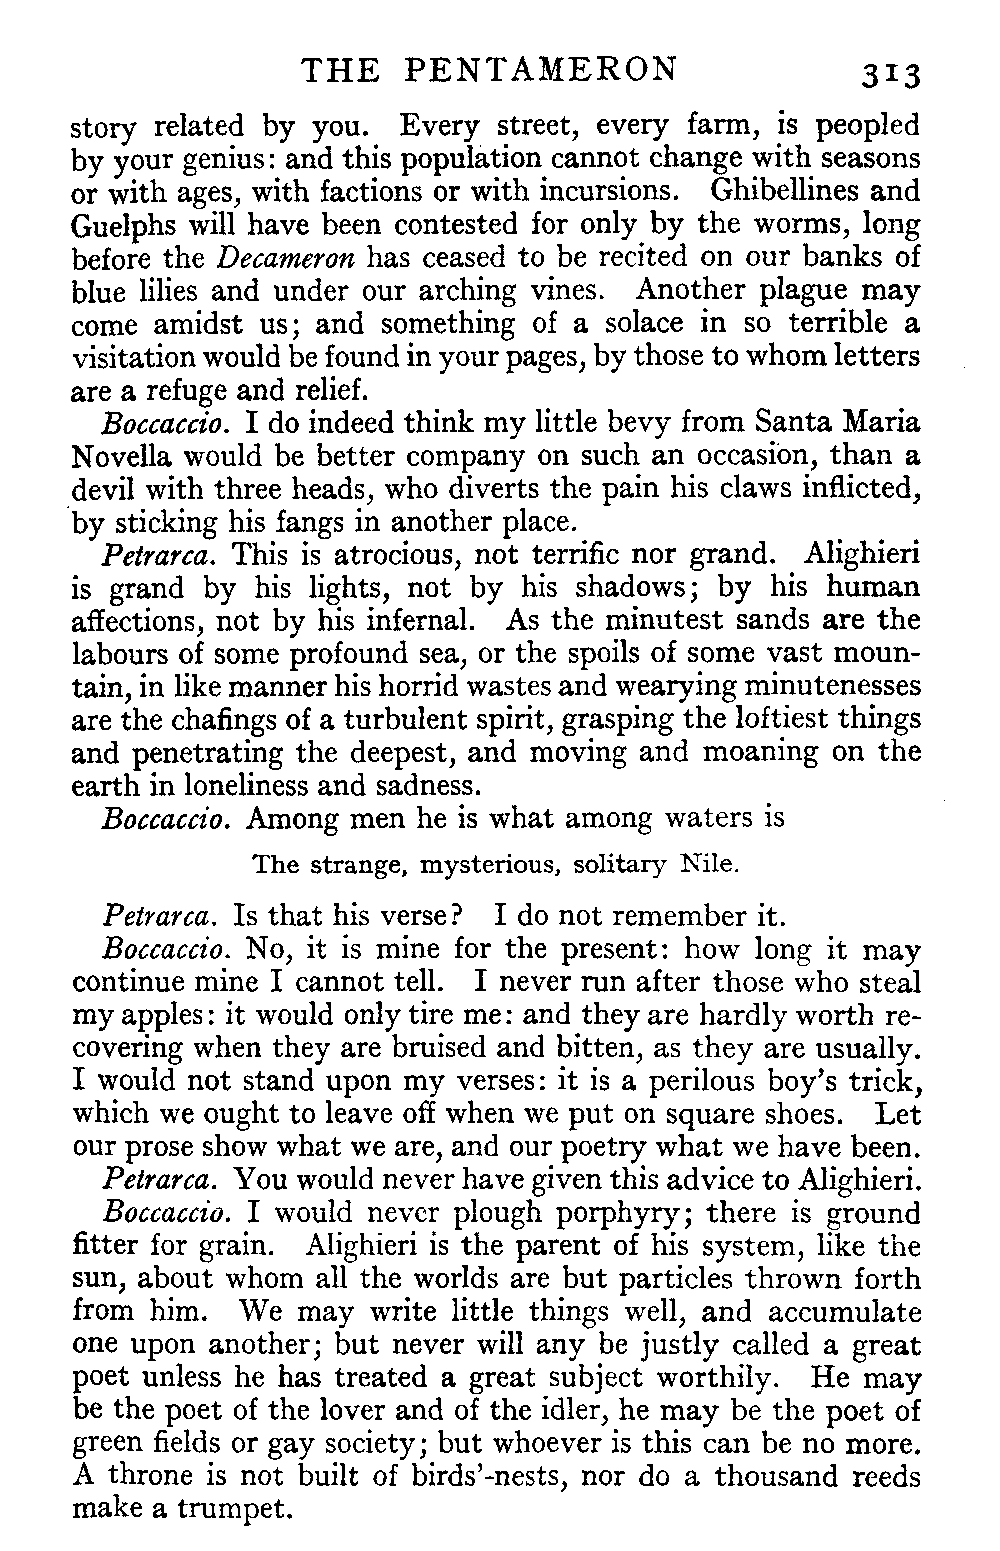 THE PENTAMERON 313
story related by you. Every street, every farm, is peopled
by your genius: and this population cannot change with seasons
or with ages, with factions or with incursions. Ghibellines and
Guelphs will have been contested for only by the worms, long
before the Decameron has ceased to be recited on our banks of
blue lilies and under our arching vines. Another plague may
come amidst us; and something of a solace in so terrible a
visitation would be found in your pages, by those to whom letters
are a refuge and relief.
Boccaccio. I do indeed think my little bevy from Santa Maria
Novella would be better company on such an occasion, than a
devil with three heads, who diverts the pain his claws inflicted,
by sticking his fangs in another place.
Petrarca. This is atrocious, not terrific nor grand. Alighieri
is grand by his lights, not by his shadows; by his human
affections, not by his infernal. As the minutest sands are the
labours of some profound sea, or the spoils of some vast moun-
tain, in like manner his horrid wastes and wearying minutenesses
are the chafings of a turbulent spirit, grasping the loftiest things
and penetrating the deepest, and moving and moaning on the
earth in loneliness and sadness.
Boccaccio. Among men he is what among waters is
The strange, mysterious, solitary Nile.
Petrarca. Is that his verse? I do not remember it.
Boccaccio. No, it is mine for the present: how long it may
continue mine I cannot tell. I never run after those who steal
my apples: it would only tire me: and they are hardly worth re-
covering when they are bruised and bitten, as they are usually.
I would not stand upon my verses: it is a perilous boy's trick,
which we ought to leave off when we put on square shoes. Let
our prose show what we are, and our poetry what we have been.
Petrarca. You would never have given this advice to Alighieri.
Boccaccio. I would never plough porphyry; there is ground
fitter for grain. Alighieri is the parent of his system, like the
sun, about whom all the worlds are but particles thrown forth
from him. We may write little things well, and accumulate
one upon another; but never will any be justly called a great
poet unless he has treated a great subject worthily. He may
be the poet of the lover and of the idler, he may be the poet of
green fields or gay society; but whoever is this can be no more.
A throne is not built of birds'-nests, nor do a thousand reeds
make a trumpet.